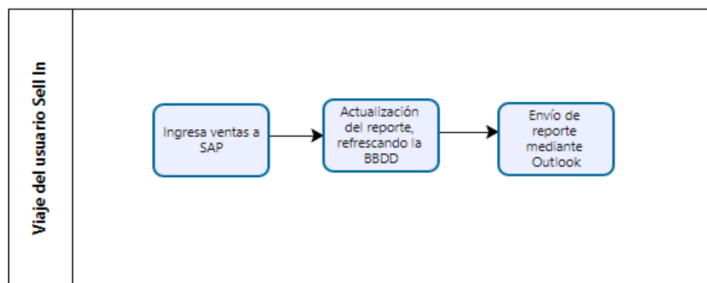 Viaje del usuario Sell In
Ingresa ventas a
SAP
Actualización
del reporte,
refrescando la
BBDD
Envío de
reporte
mediante
Outlook